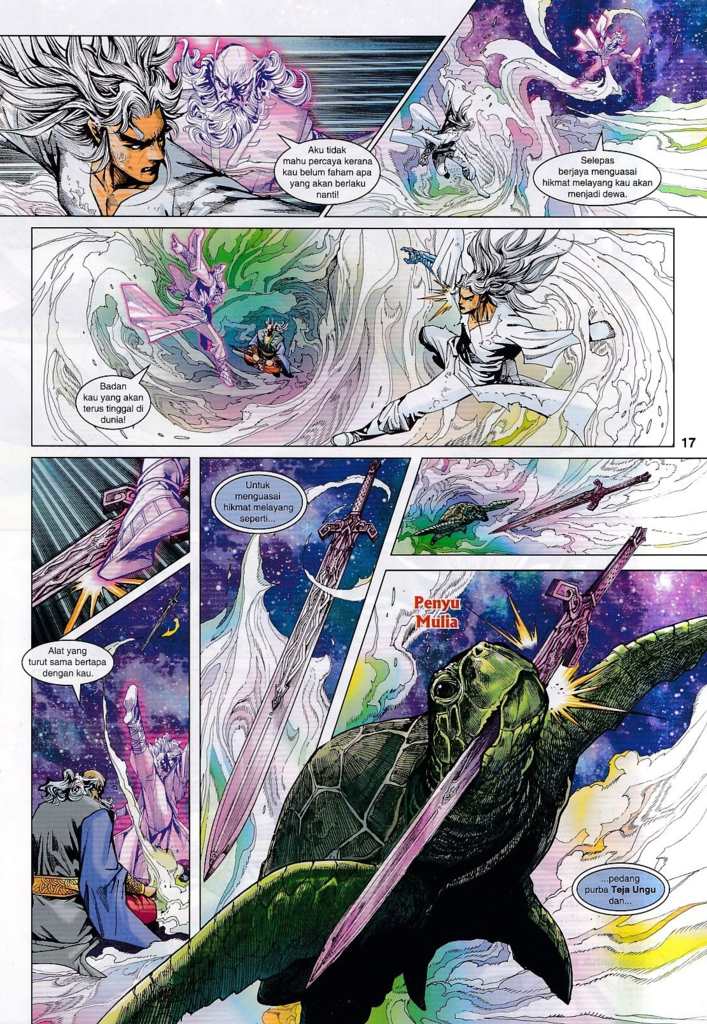 Aku tidak
mahu percaya kerana
kau belum faham apa
yang akan berlaku
nanti!
Selepas
berjaya menguasai
hikmat melayang kau akan
menjadi dewa.
Badan
kau yang akan
terus tinggal di
dunia!
17
Alat yang
turut sama bertapa
dengan kau.
Untuk
menguasai
hikmat melayang
seperti...
Penyu
Mulia
...pedang
purba Teja Ungu
dan...